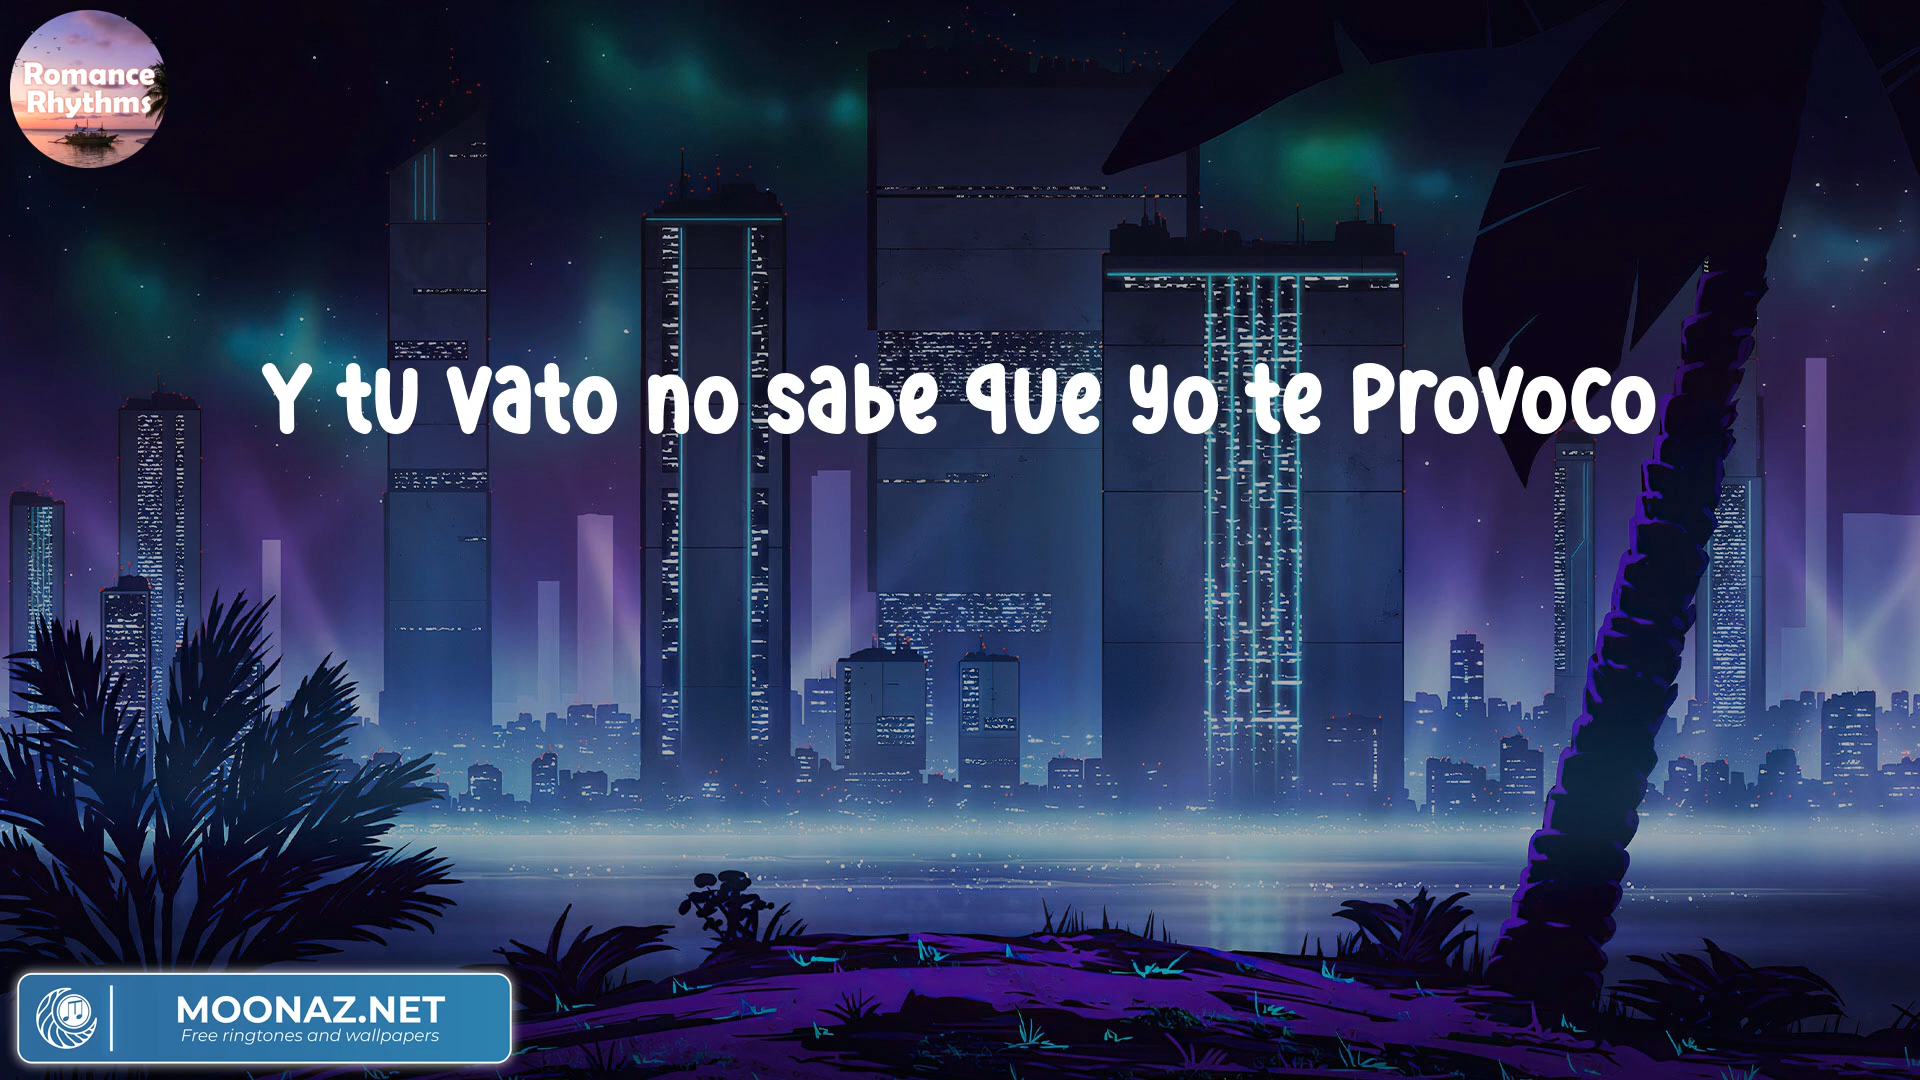 Romance
Rhythms
Y tu vato no sabe que yo te provoco
MOONAZ.NET
Free ringtones and wallpapers